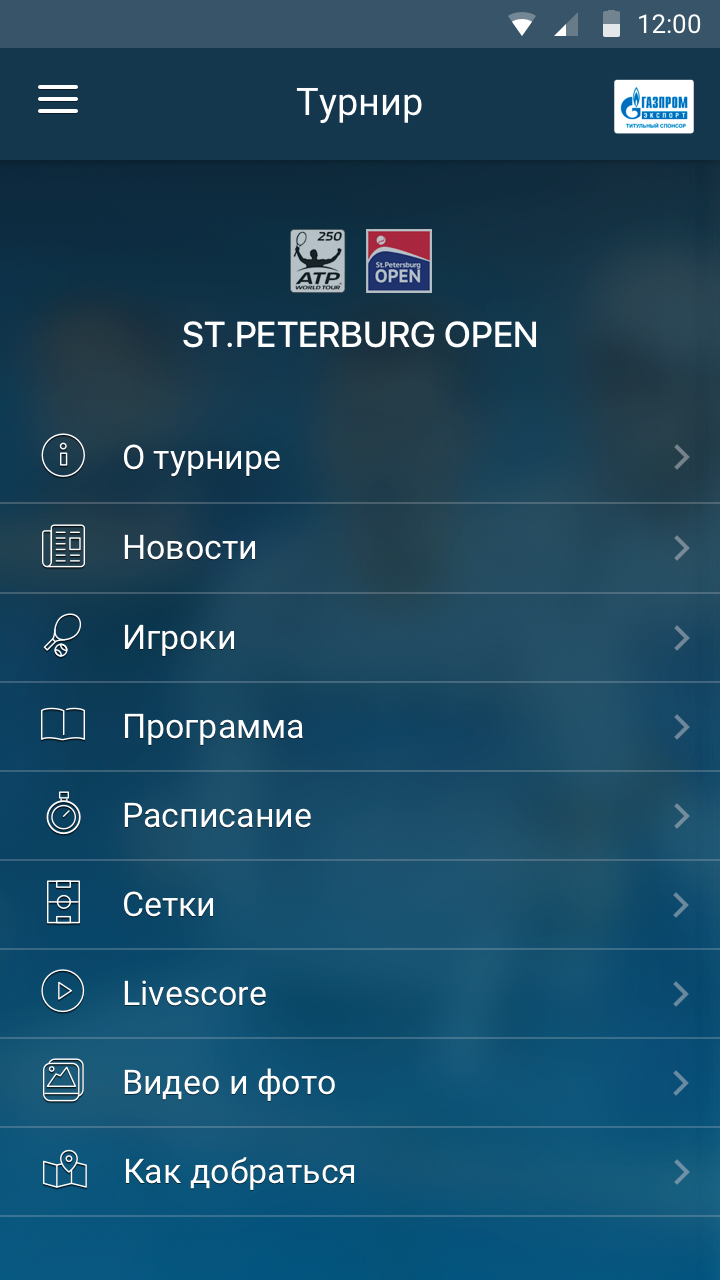 12:00
Турнир
ГАЗПРОМ
ЭКСПОРТ
ТИТУЛЬНЫЙ СПОНСОР
250
ATP
WORLD TOUR
St.Petersburg
OPEN
ST.PETERBURG OPEN
О турнире
Новости
Игроки
Программа
Расписание
Сетки
Livescore
Видео и фото
Как добраться